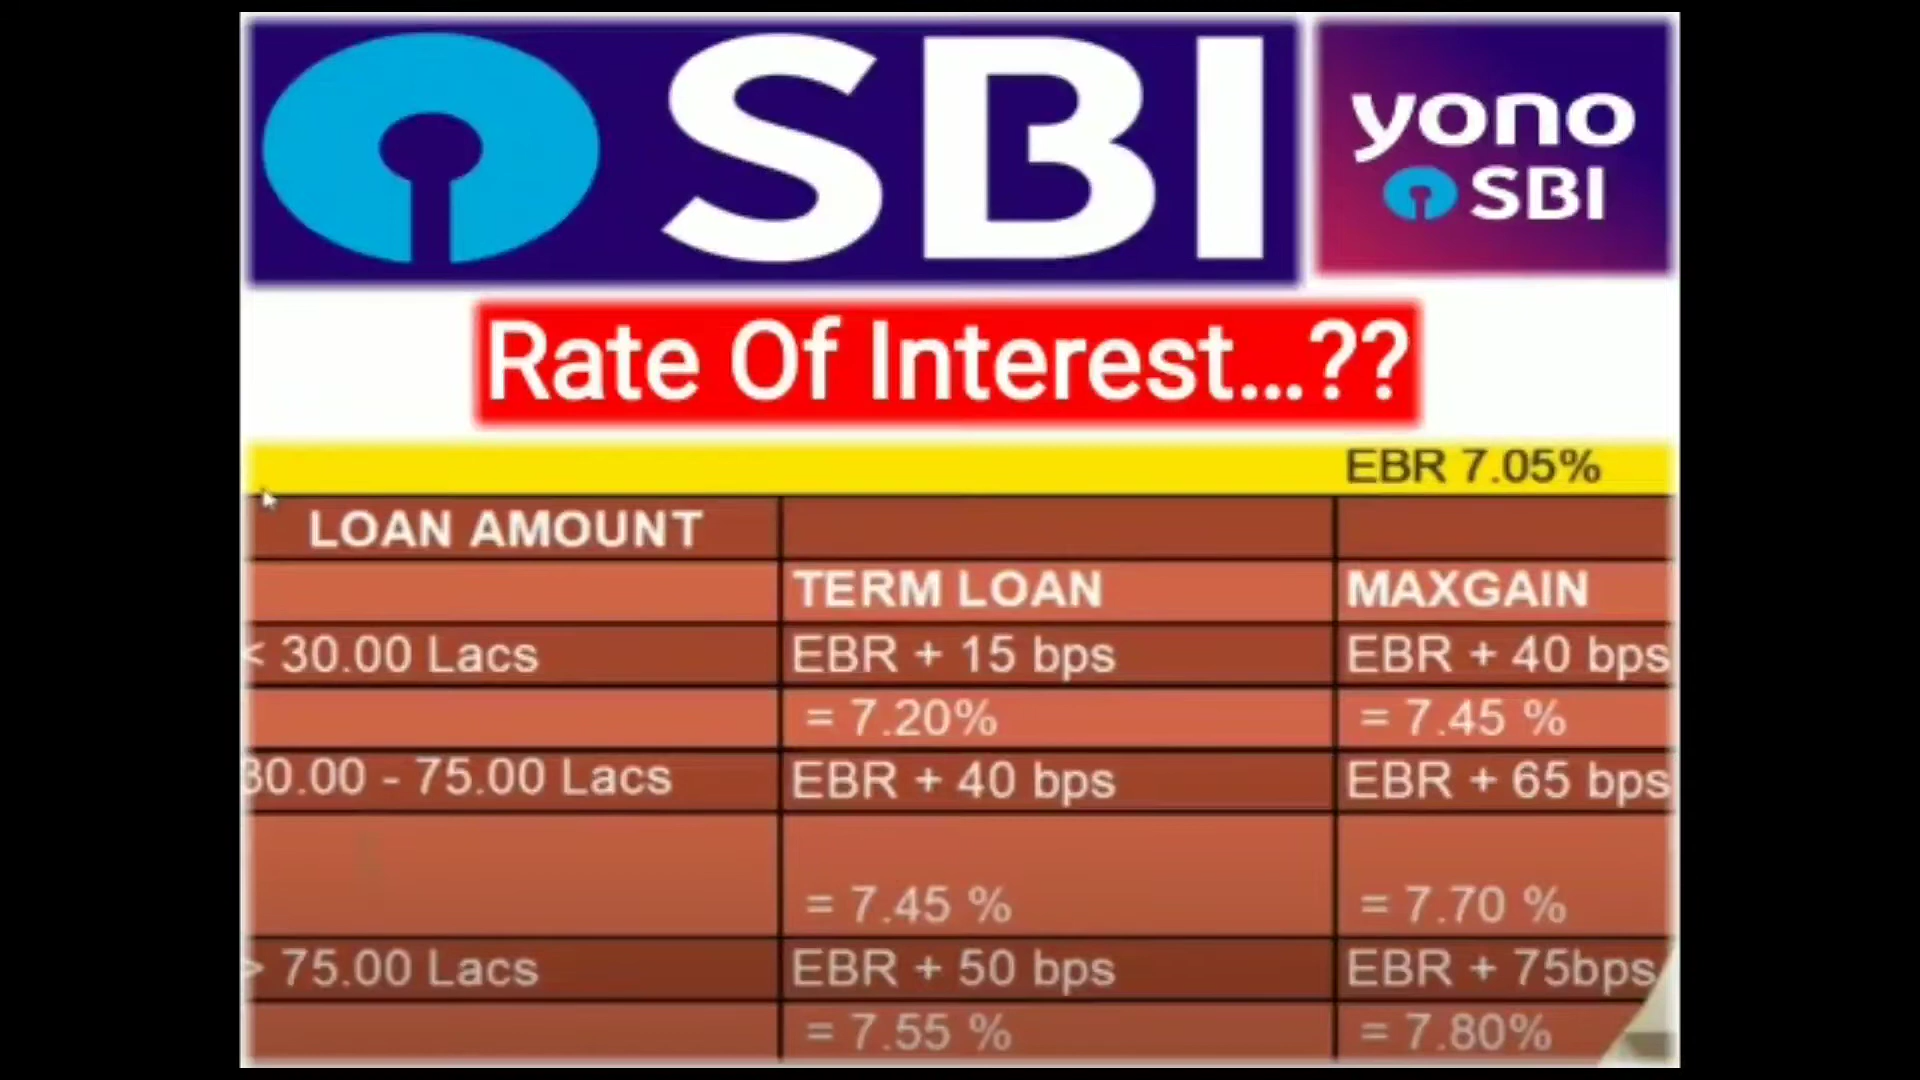 SBI
yono
SBI
Rate Of Interest...??
EBR 7.05%
LOAN AMOUNT
TERM LOAN MAXGAIN
< 30.00 Lacs EBR + 15 bps EBR + 40 bps
= 7.20% = 7.45 %
30.00 - 75.00 Lacs EBR + 40 bps EBR + 65 bps
= 7.45 % = 7.70 %
> 75.00 Lacs EBR + 50 bps EBR + 75bps
= 7.55 % = 7.80%